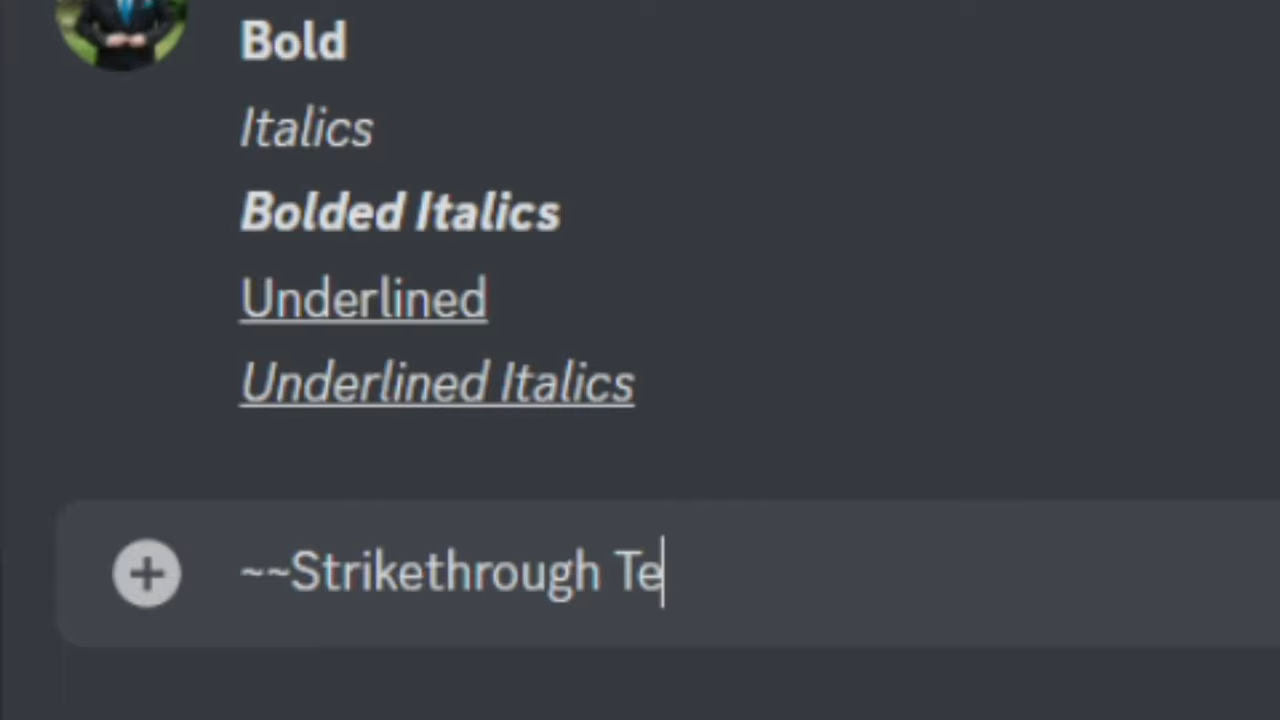 Bold
Italics
Bolded Italics
Underlined
Underlined Italics
~~Strikethrough Te